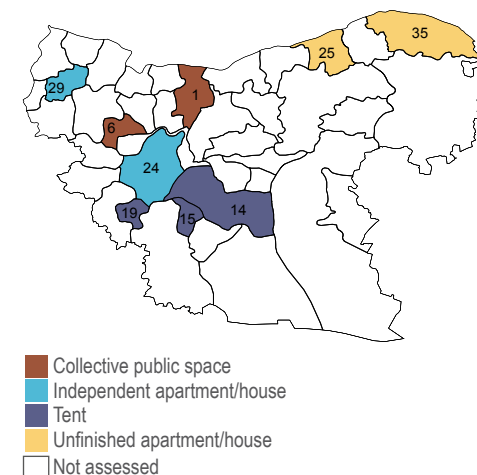 35
25
29
1
6
24
19
15
14
Collective public space
Independent apartment/house
Tent
Unfinished apartment/house
Not assessed